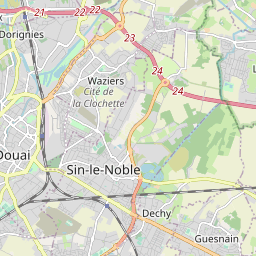 21
22
22
Dorignies
23
24
24
Waziers
Cité de
la Clochette
Douai
Sin-le-Noble
Dechy
Guesnain